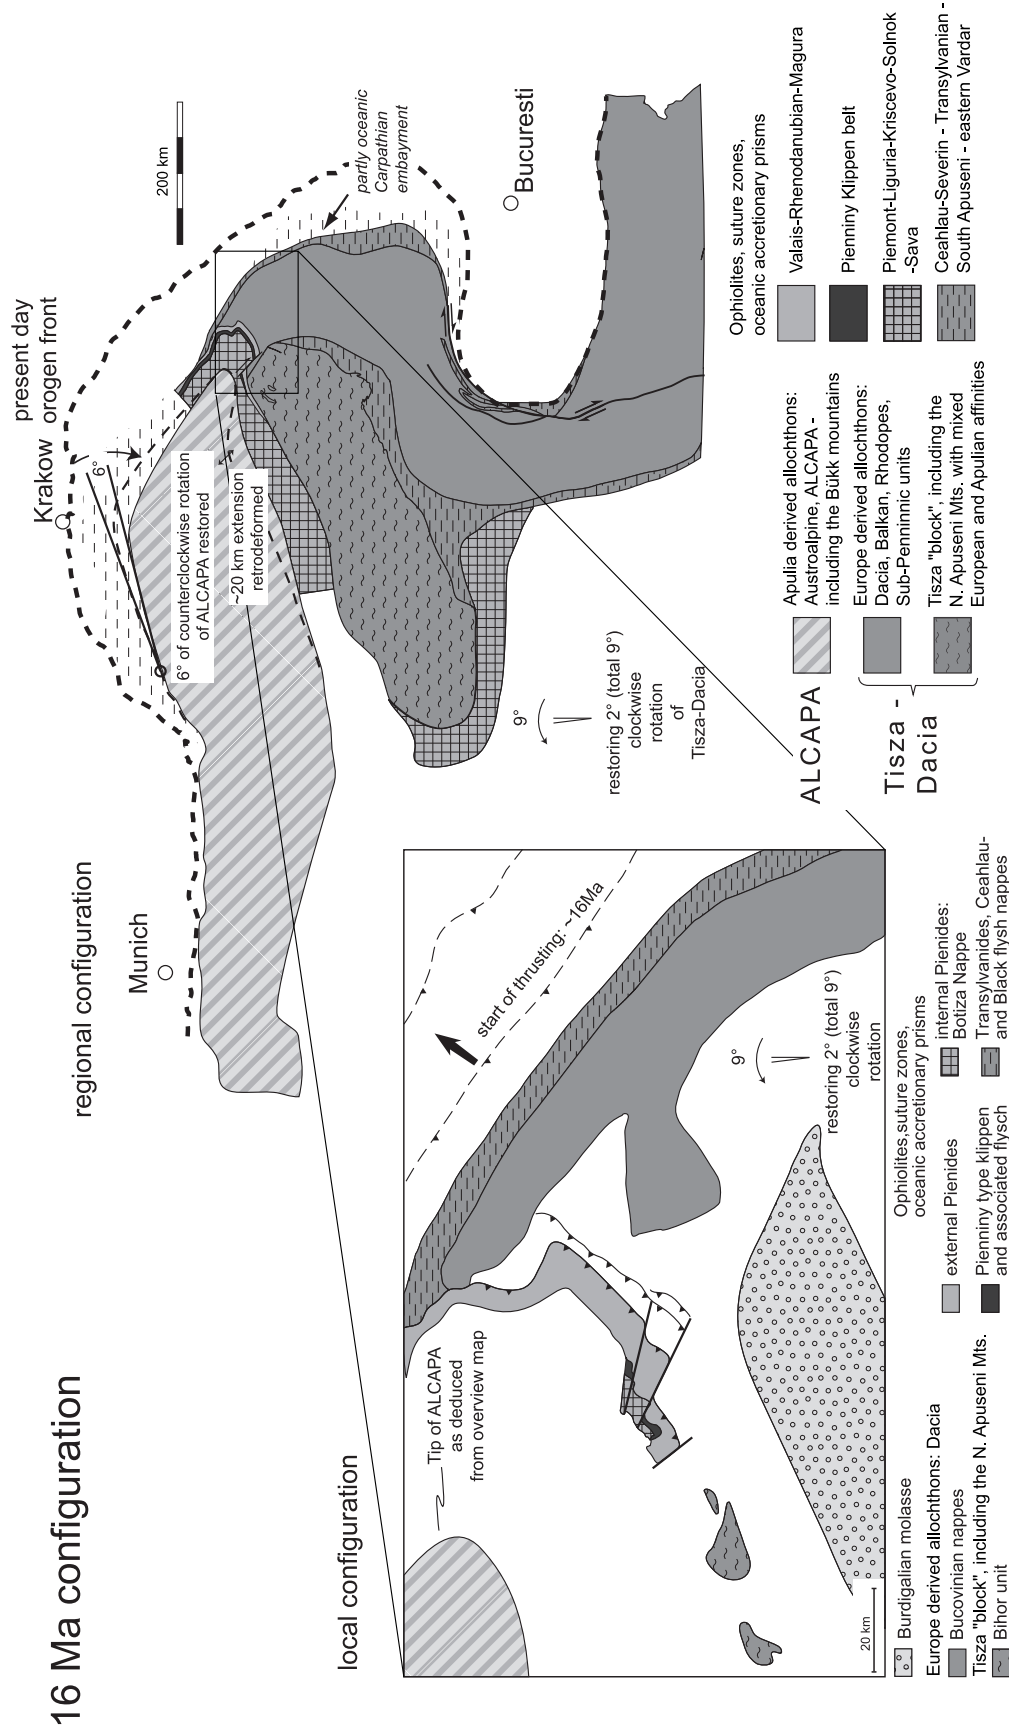 16 Ma configuration
regional configuration
Munich
Krakow
present day
orogen front
200 km
6°
6° of counterclockwise rotation
of ALCAPA restored
~20 km extension
retrodeformed
partly oceanic
Carpathian
embayment
Bucuresti
9°
restoring 2° (total 9°)
clockwise
rotation
of
Tisza-Dacia
ALCAPA
Apulia derived allochthons:
Austroalpine, ALCAPA -
including the Bükk mountains
Tisza -
Dacia
Europe derived allochthons:
Dacia, Balkan, Rhodopes,
Sub-Penninnic units
Tisza "block", including the
N. Apuseni Mts. with mixed
European and Apulian affinities
Ophiolites, suture zones,
oceanic accretionary prisms
Valais-Rhenodanubian-Magura
Pienniny Klippen belt
Piemont-Liguria-Kriscevo-Solnok
-Sava
Ceahlau-Severin - Transylvanian -
South Apuseni - eastern Vardar
local configuration
Tip of ALCAPA
as deduced
from overview map
start of thrusting: ~16Ma
9°
restoring 2° (total 9°)
clockwise
rotation
20 km
Burdigalian molasse
Europe derived allochthons: Dacia
Bucovinian nappes
Tisza "block", including the N. Apuseni Mts.
Bihor unit
Ophiolites,suture zones,
oceanic accretionary prisms
external Pienides
Pienniny type klippen
and associated flysch
internal Pienides:
Botiza Nappe
Transylvanides, Ceahlau-
and Black flysh nappes